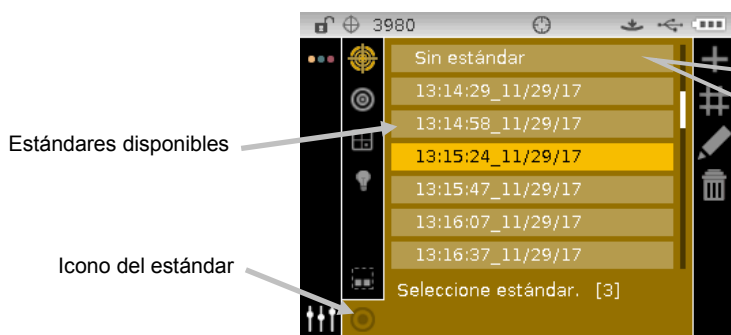 3980
Sin estándar
13:14:29_11/29/17
13:14:58_11/29/17
Estándares disponibles
13:15:24_11/29/17
13:15:47_11/29/17
13:16:07_11/29/17
13:16:37_11/29/17
Icono del estándar
Seleccione estándar. [3]